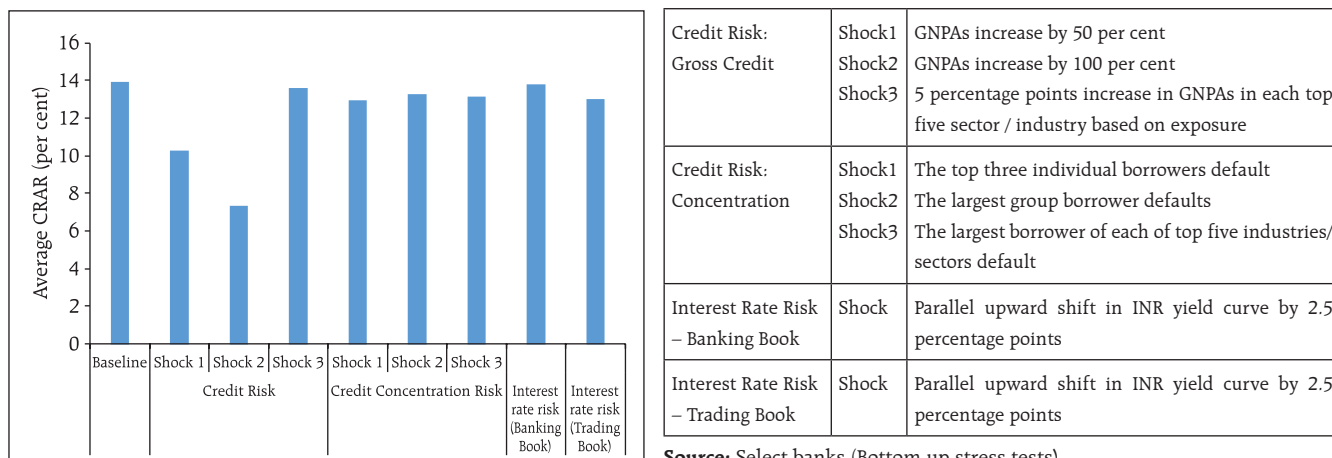 16
14
12
10
8
6
4
2
0
Average CRAR (per cent)
Baseline Shock 1 Shock 2 Shock 3 Shock 1 Shock 2 Shock 3
Credit Risk Credit Concentration Risk Interest rate risk (Banking Book) Interest rate risk (Trading Book)
Credit Risk: Shock1 GNPAs increase by 50 per cent
Gross Credit Shock2 GNPAs increase by 100 per cent
Shock3 5 percentage points increase in GNPAs in each top
five sector / industry based on exposure
Credit Risk: Shock1 The top three individual borrowers default
Concentration Shock2 The largest group borrower defaults
Shock3 The largest borrower of each of top five industries/
sectors default
Interest Rate Risk Shock Parallel upward shift in INR yield curve by 2.5
– Banking Book percentage points
Interest Rate Risk Shock Parallel upward shift in INR yield curve by 2.5
– Trading Book percentage points
Source: Select banks (Bottom up stress tests)